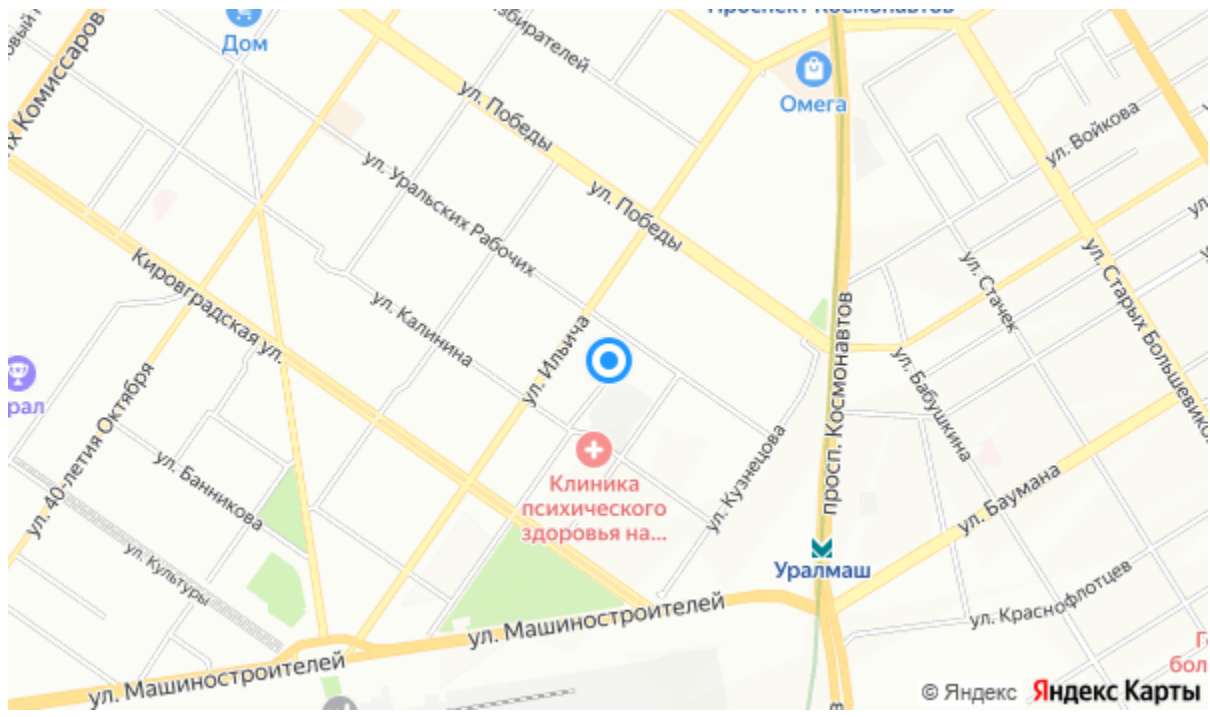 Проспект Космонавтов
Дом
Избирателей
Омега
ул. Победы
ул. Войкова
ул. Уральских Рабочих
ул. Победы
Кировградская ул.
ул. Стачек
ул. Старых Большевиков
ул. Калинина
ул. Ильича
просп. Космонавтов
ул. Бабушкина
рал
ул. 40-летия Октября
ул. Банникова
Клиника
психического
здоровья на...
ул. Кузнецова
ул. Баумана
ул. Культуры
Уралмаш
ул. Краснофлотцев
ул. Машиностроителей
ул. Машиностроителей
© Яндекс Яндекс Карты